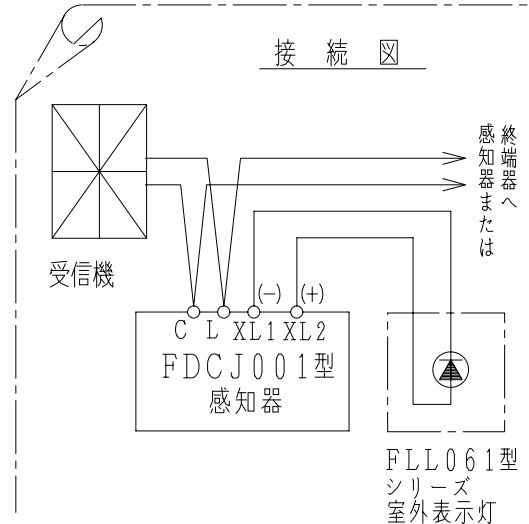 接続図
感知器または
終端器へ
受信機
(-) (+)
C L XL1 XL2
FDCJ001型
感知器
FLL061型
シリーズ
室外表示灯